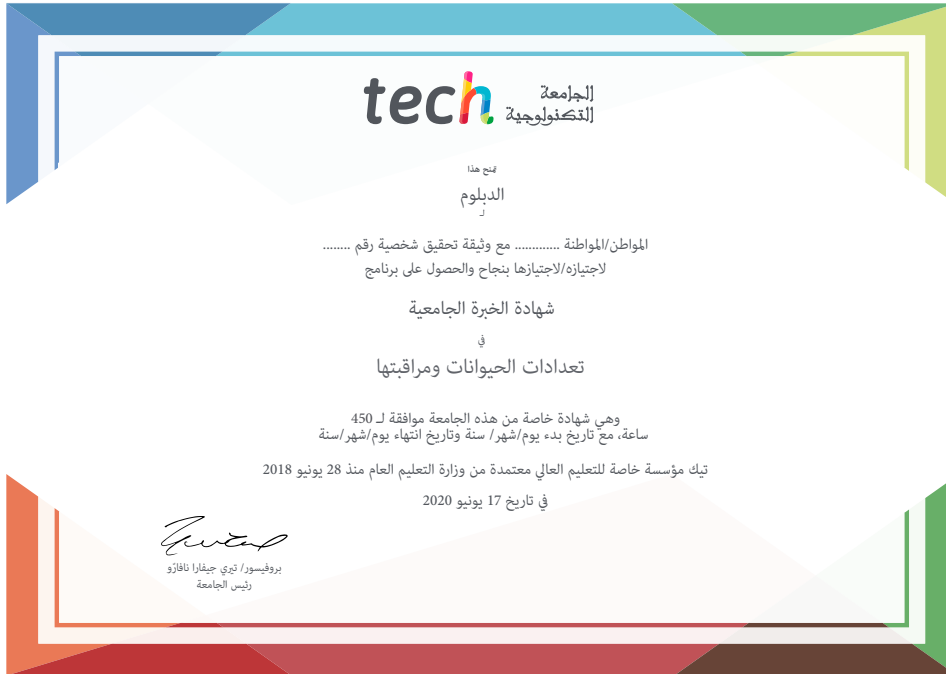 tech
الجامعة
التكنولوجية
تمنح هذا
الدبلوم
لـ
المواطن/المواطنة ............. مع وثيقة تحقيق شخصية رقم ........
لاجتيازه/لاجتيازها بنجاح والحصول على برنامج
شهادة الخبرة الجامعية
في
تعدادات الحيوانات ومراقبتها
وهي شهادة خاصة من هذه الجامعة موافقة لـ 450
ساعة، مع تاريخ بدء يوم/شهر/ سنة وتاريخ انتهاء يوم/شهر/سنة
تيك مؤسسة خاصة للتعليم العالي معتمدة من وزارة التعليم العام منذ 28 يونيو 2018
في تاريخ 17 يونيو 2020
بروفيسور/ تيري جيفارا نافارّو
رئيس الجامعة